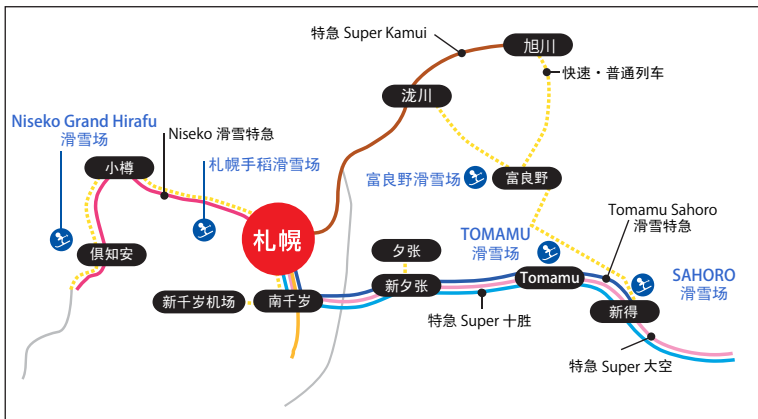 特急 Super Kamui
旭川
快速・普通列车
泷川
Niseko Grand Hirafu
滑雪场
Niseko 滑雪特急
小樽
札幌手稻滑雪场
富良野滑雪场
富良野
札幌
俱知安
夕张
TOMAMU
滑雪场
Tomamu Sahoro
滑雪特急
新千岁机场
南千岁
新夕张
Tomamu
SAHORO
滑雪场
新得
特急 Super 十胜
特急 Super 大空